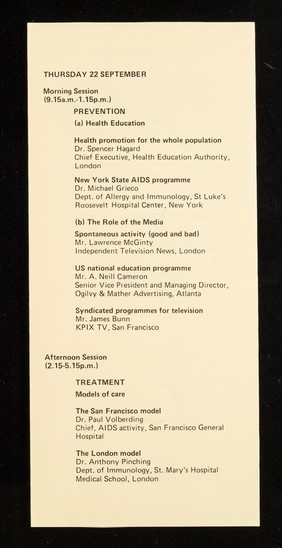 THURSDAY 22 SEPTEMBER
Morning Session
(9.15a.m.-1.15p.m.)
PREVENTION
(a) Health Education
Health promotion for the whole population
Dr. Spencer Hagard
Chief Executive, Health Education Authority,
London
New York State AIDS programme
Dr. Michael Grieco
Dept. of Allergy and Immunology, St Luke's
Roosevelt Hospital Center, New York
(b) The Role of the Media
Spontaneous activity (good and bad)
Mr. Lawrence McGinty
Independent Television News, London
US national education programme
Mr. A. Neill Cameron
Senior Vice President and Managing Director,
Ogilvy & Mather Advertising, Atlanta
Syndicated programmes for television
Mr. James Bunn
KPIX TV, San Francisco
Afternoon Session
(2.15-5.15p.m.)
TREATMENT
Models of care
The San Francisco model
Dr. Paul Volberding
Chief, AIDS activity, San Francisco General
Hospital
The London model
Dr. Anthony Pinching
Dept. of Immunology, St. Mary's Hospital
Medical School, London